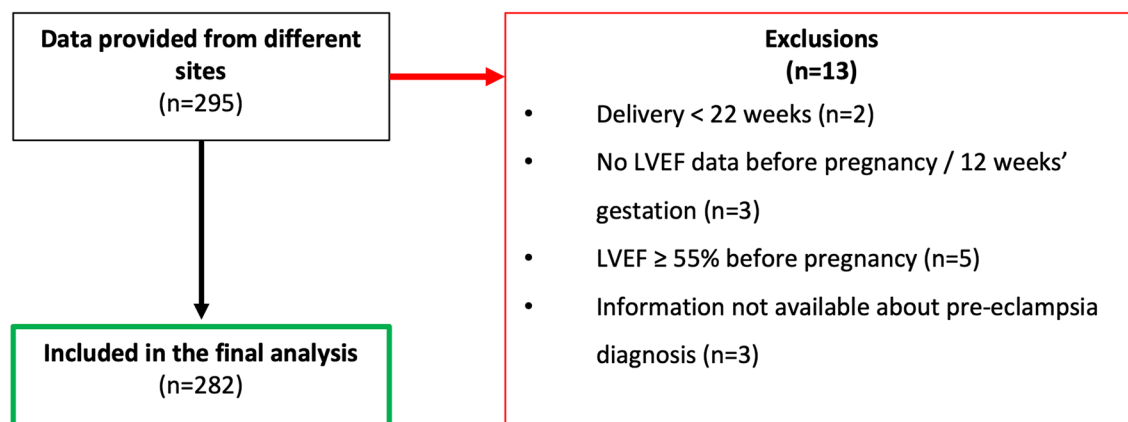 Data provided from different
sites
(n=295)
Exclusions
(n=13)
• Delivery < 22 weeks (n=2)
• No LVEF data before pregnancy / 12 weeks’
gestation (n=3)
• LVEF ≥ 55% before pregnancy (n=5)
• Information not available about pre-eclampsia
diagnosis (n=3)
Included in the final analysis
(n=282)